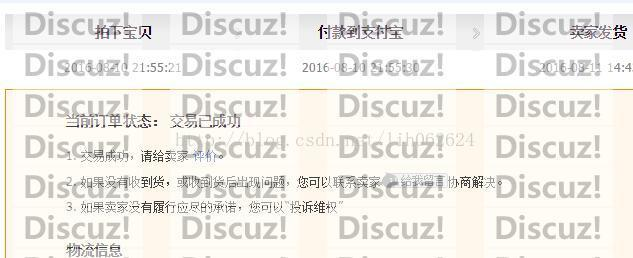 Discuz! Discuz! Discuz! Discuz!
拍下宝贝 付款到支付宝 卖家发货
2016-08-10 21:55:21 2016-08-10 21:55:30 2016-08-11 14:4
Discuz! Discuz! Discuz! Discuz!
Discuz! Discuz! Discuz! Discuz!
当前订单状态： 交易已成功
http://blog.csdn.net/lih062624
Discuz! Discuz! Discuz! Discuz!
1. 交易成功，请给卖家 评价。
2. 如果没有收到货，或收到货后出现问题，您可以联系卖家 给我留言 协商解决。
Discuz! Discuz! Discuz! Discuz!
3. 如果卖家没有履行应尽的承诺，您可以“投诉维权”
Discuz! Discuz! Discuz! Discuz!
物流信息